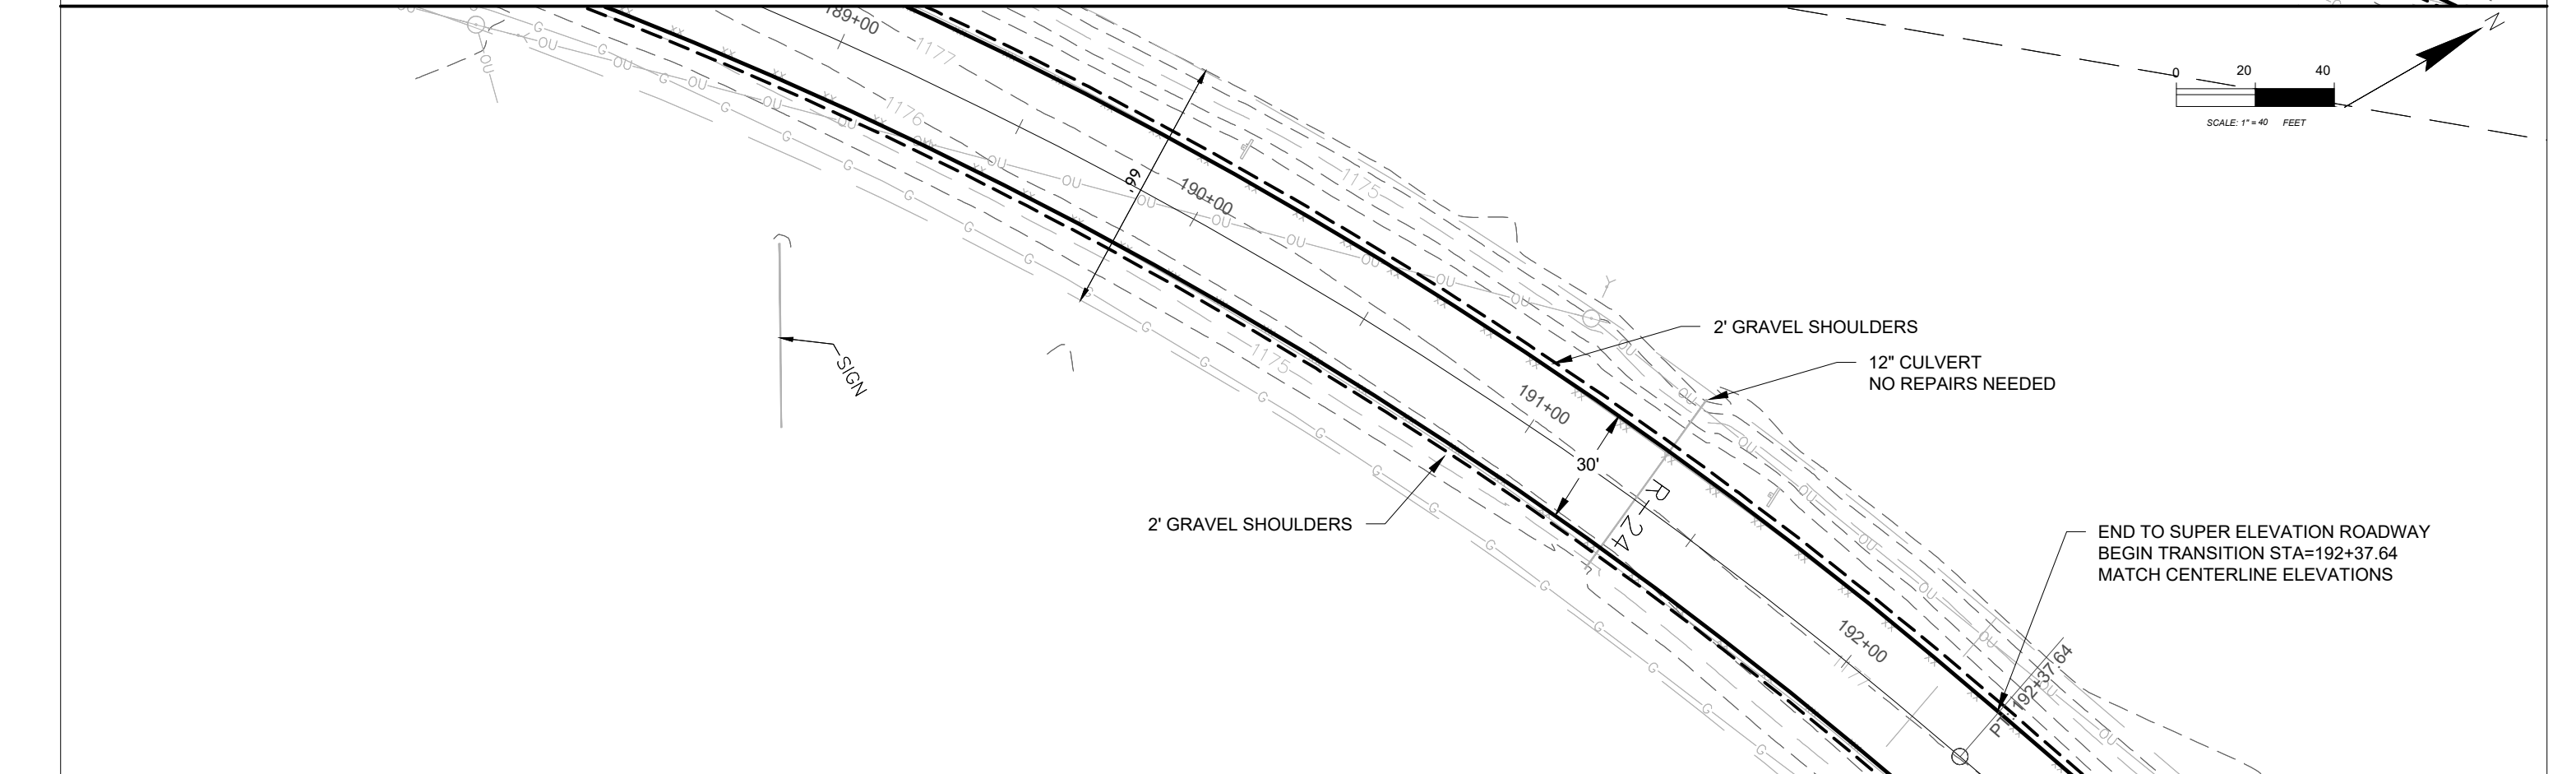 189+00
1177
1176
OU
G
66'
190+00
1175
0 20 40
SCALE: 1" = 40 FEET
N
SIGN
2' GRAVEL SHOULDERS
12" CULVERT
NO REPAIRS NEEDED
1175
191+00
30'
R-24
2' GRAVEL SHOULDERS
END TO SUPER ELEVATION ROADWAY
BEGIN TRANSITION STA=192+37.64
MATCH CENTERLINE ELEVATIONS
192+00
1177
192+37.64